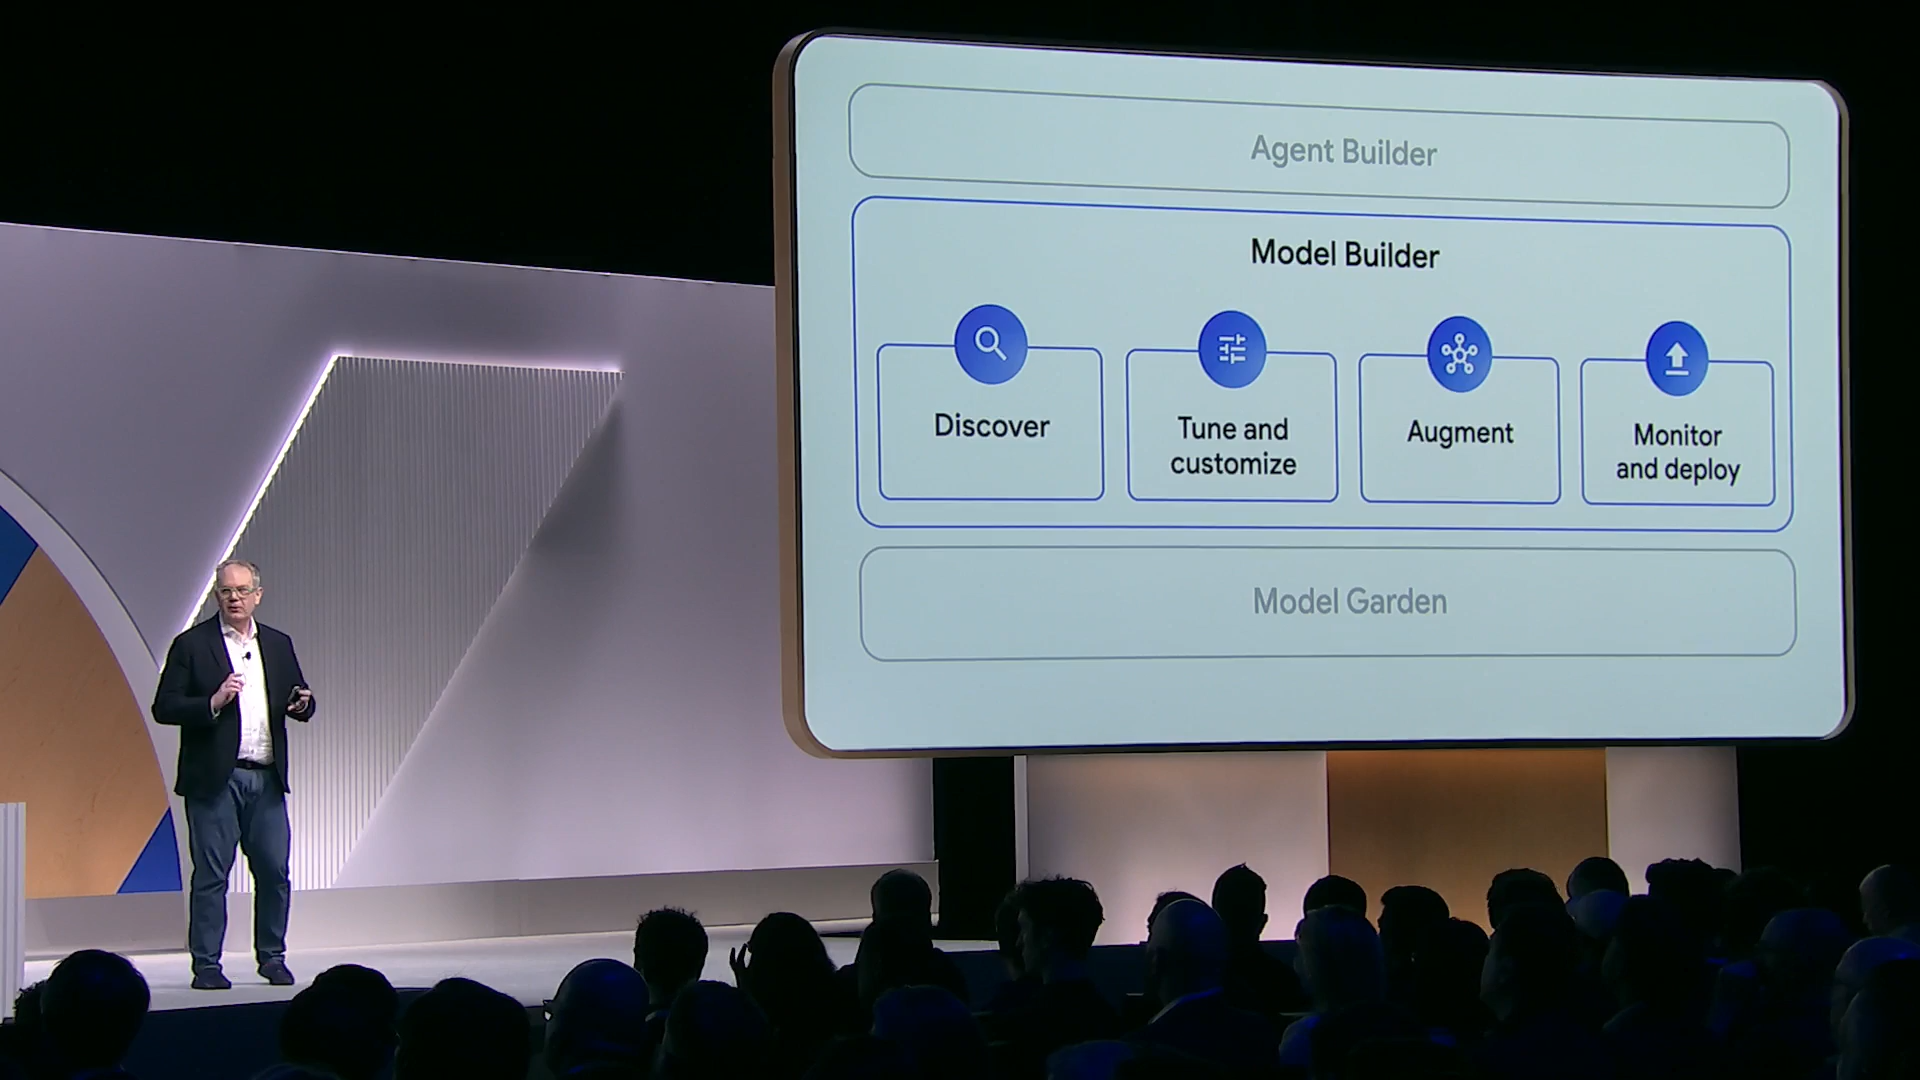 Agent Builder
Model Builder
Discover
Tune and
customize
Augment
Monitor
and deploy
Model Garden